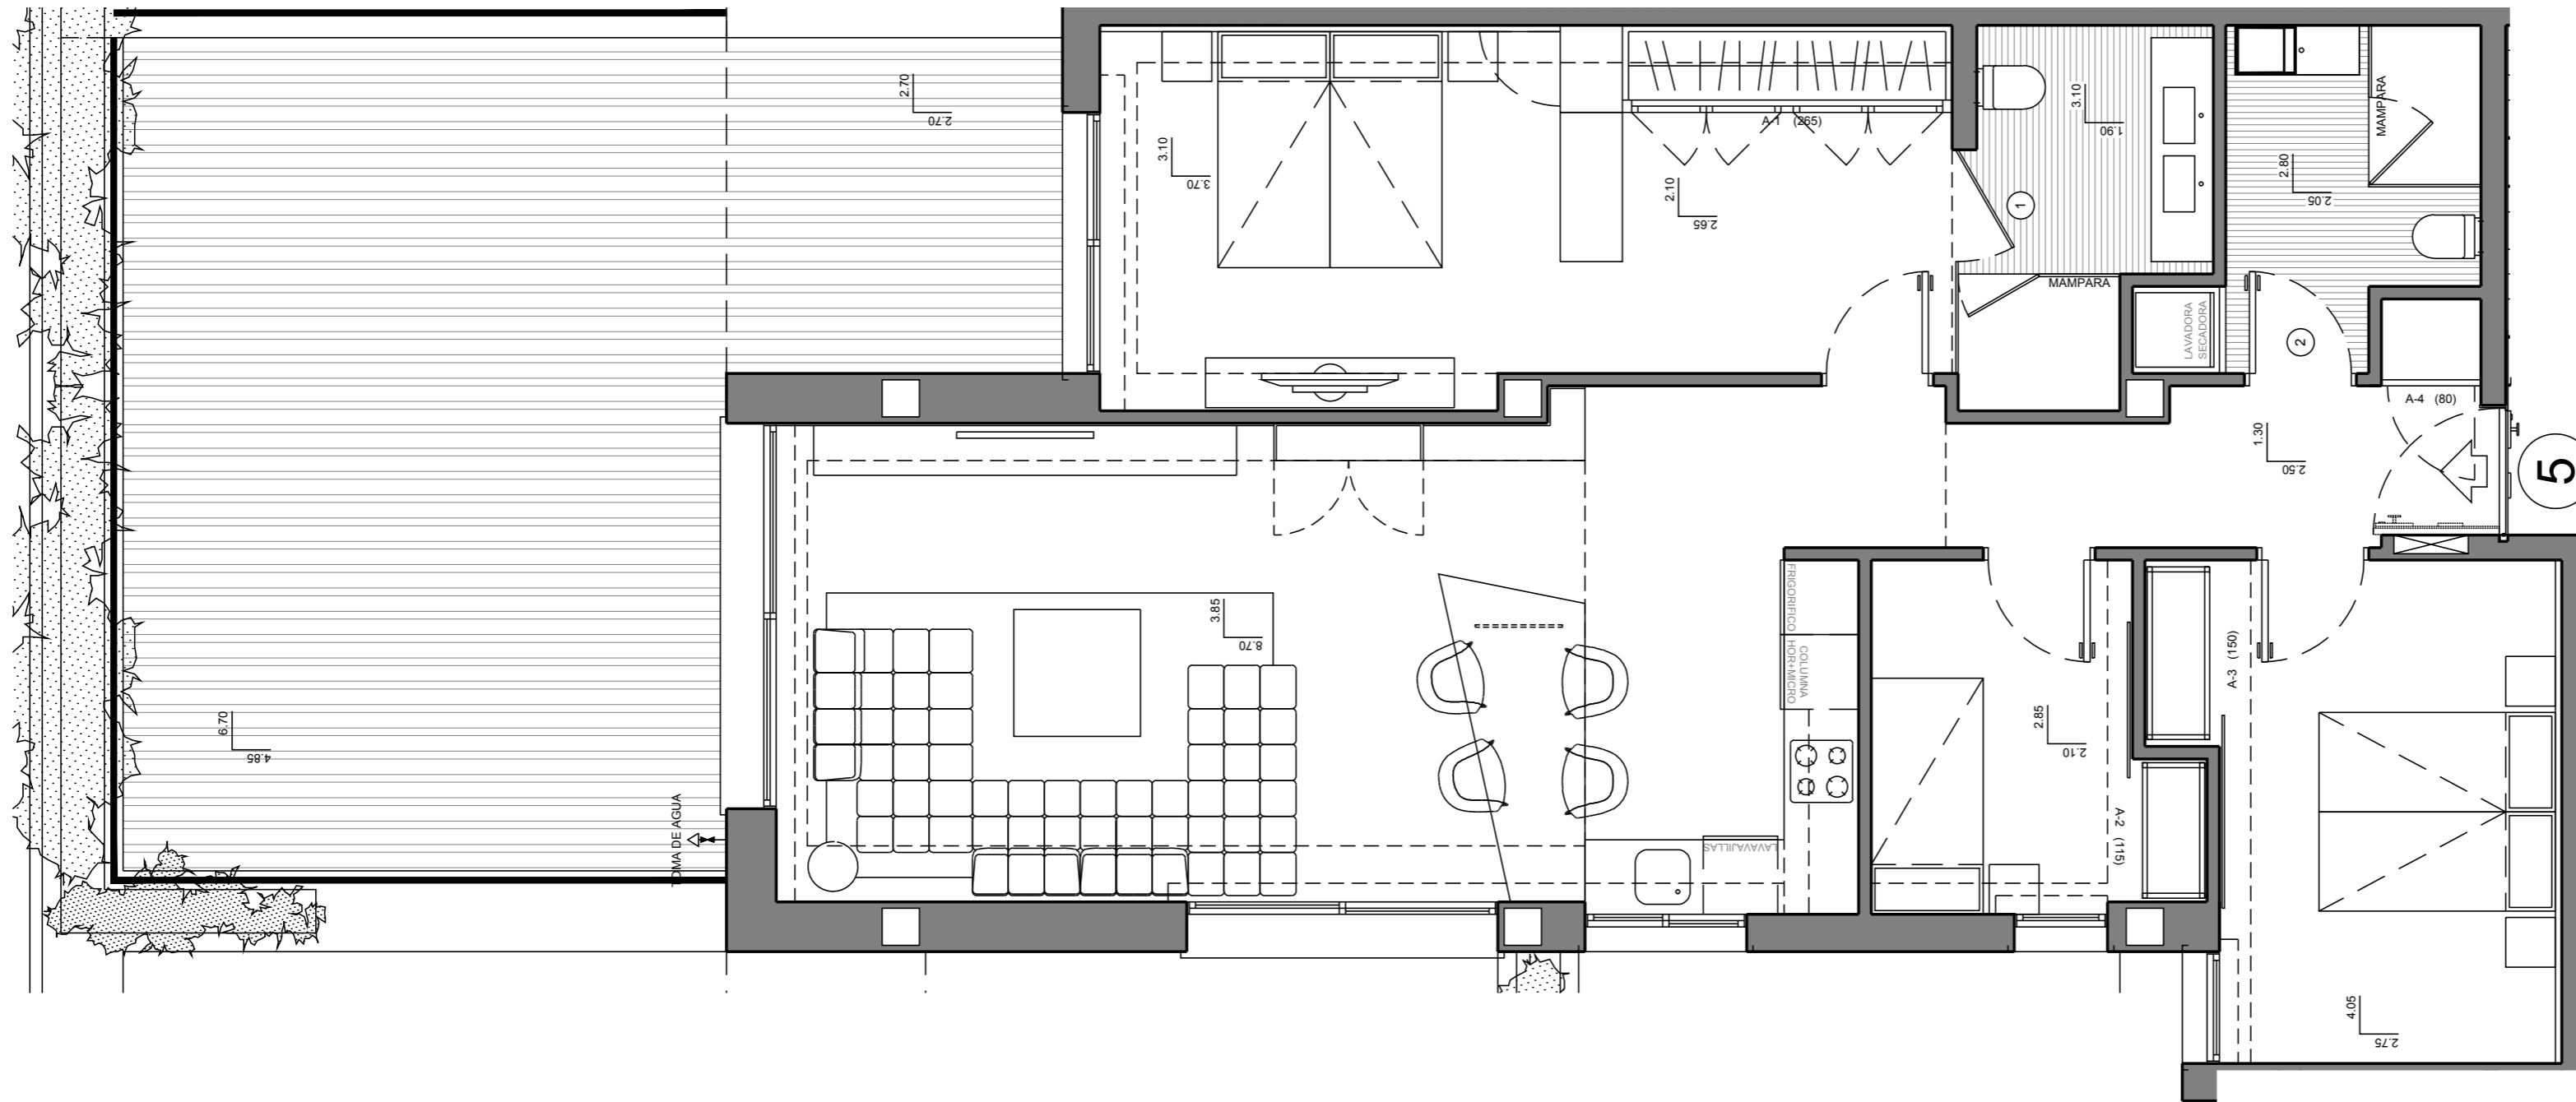 2.70
2.70
3.10
3.70
A-1 (265)
2.10
2.65
3.10
1.90
1
MAMPARA
MAMPARA
2.80
2.05
LAVADORA
SECADORA
2
A-4 (80)
1.30
2.50
5
6.70
4.85
TOMA DE AGUA
3.85
8.70
FRIGORIFICO
COLUMNA
HOR+MICRO
LAVAVAJILLAS
2.85
2.10
A-2 (115)
A-3 (150)
4.05
2.75